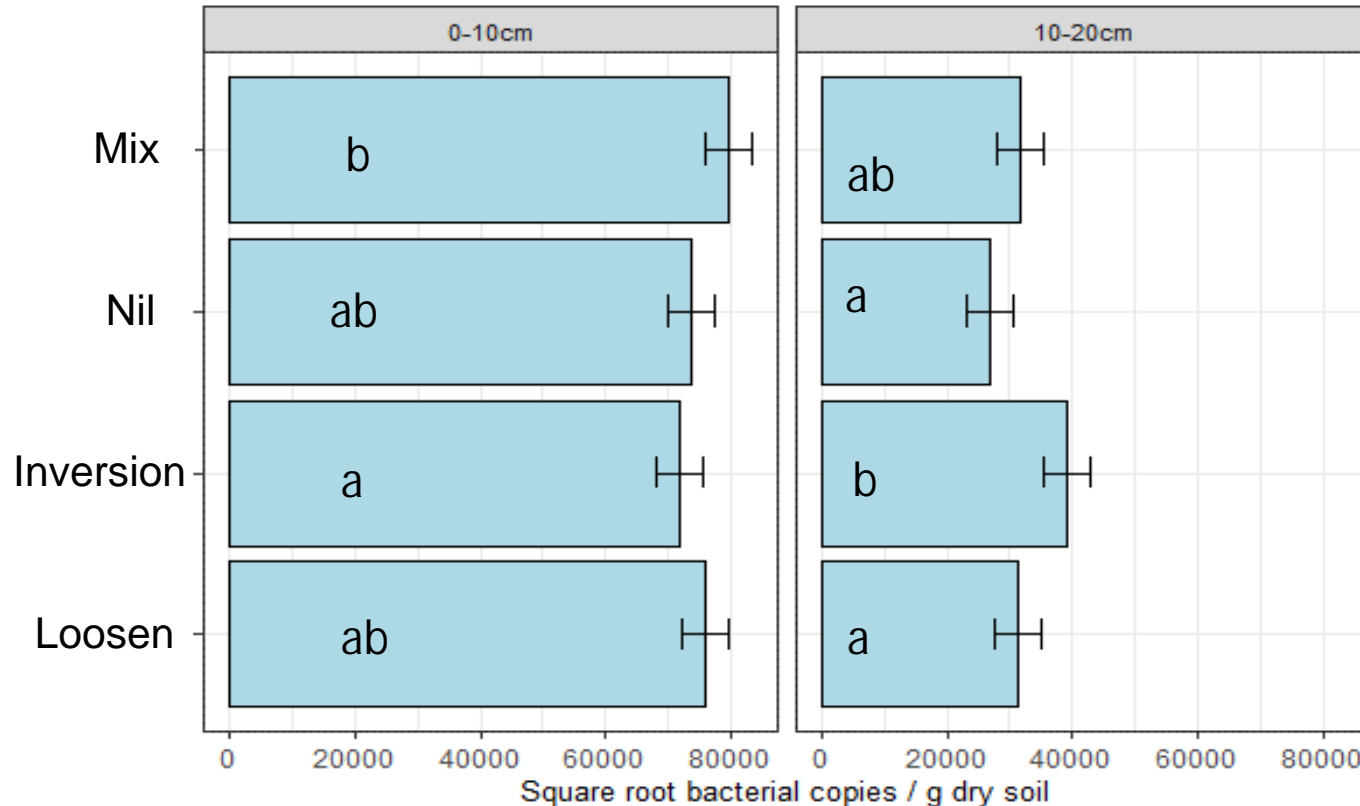 0-10cm 10-20cm
Mix b ab
Nil ab a
Inversion a b
Loosen ab a
0 20000 40000 60000 80000 0 20000 40000 60000 80000
Square root bacterial copies / g dry soil